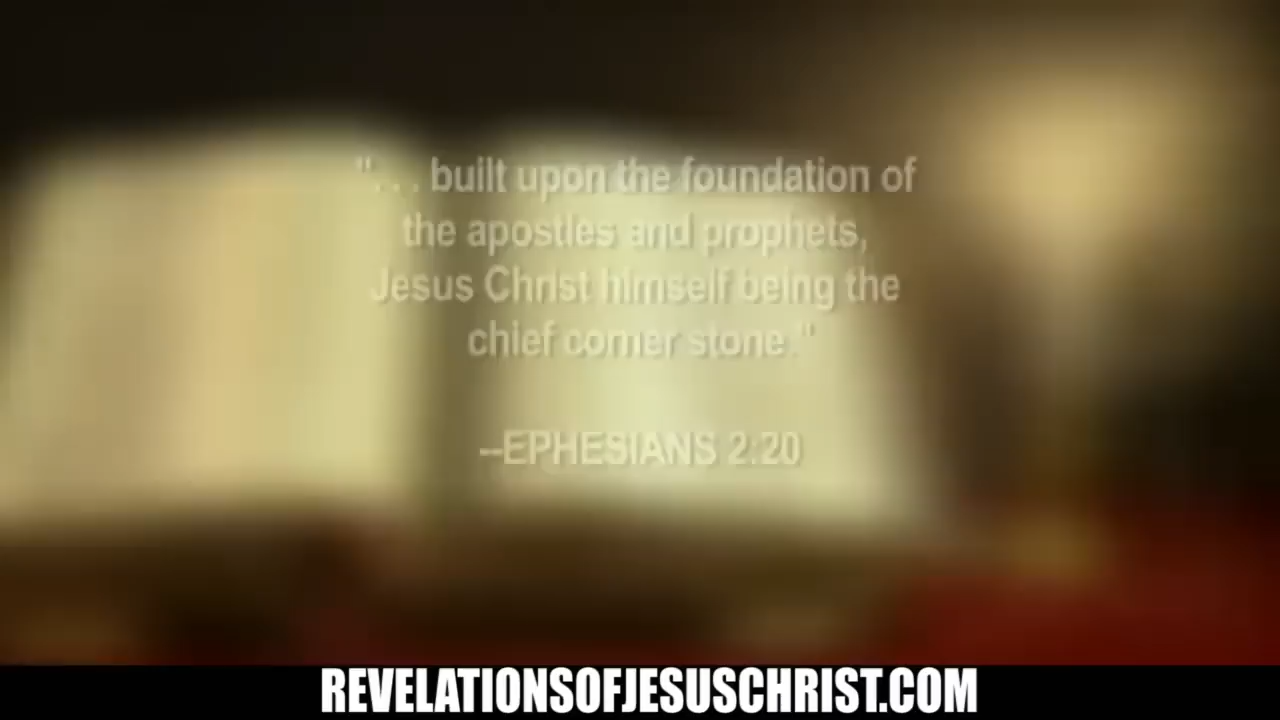 ". . . built upon the foundation of
the apostles and prophets,
Jesus Christ himself being the
chief corner stone."
--EPHESIANS 2:20
REVELATIONSOFJESUSCHRIST.COM